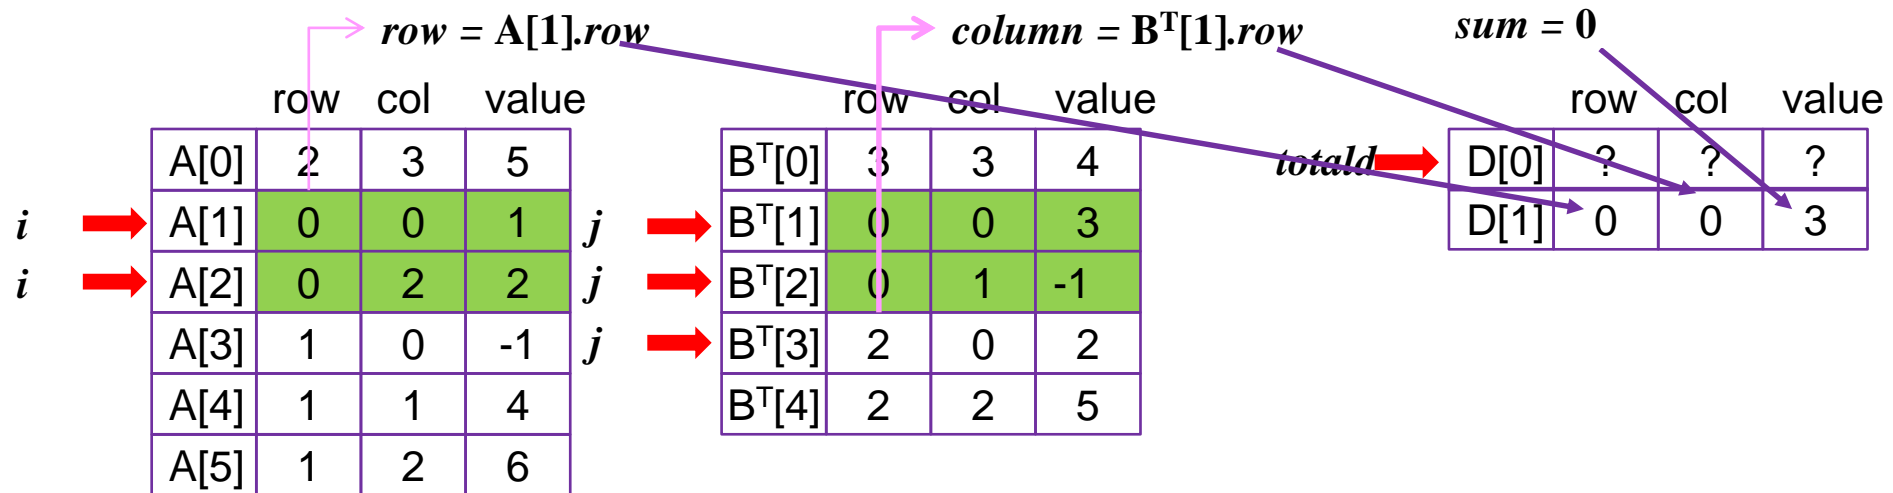 row = A[1].row column = Bᵀ[1].row sum = 0
row col value row col value row col value
A[0] 2 3 5 Bᵀ[0] 3 3 4 totald D[0] ? ? ?
i A[1] 0 0 1 j Bᵀ[1] 0 0 3 D[1] 0 0 3
i A[2] 0 2 2 j Bᵀ[2] 0 1 -1
A[3] 1 0 -1 j Bᵀ[3] 2 0 2
A[4] 1 1 4 Bᵀ[4] 2 2 5
A[5] 1 2 6